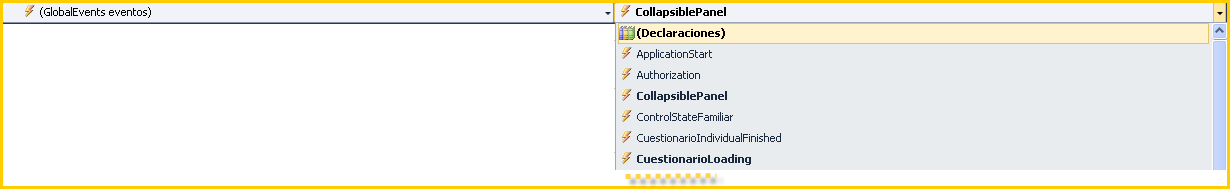 (GlobalEvents eventos)
CollapsiblePanel
(Declaraciones)
ApplicationStart
Authorization
CollapsiblePanel
ControlStateFamiliar
CuestionarioIndividualFinished
CuestionarioLoading